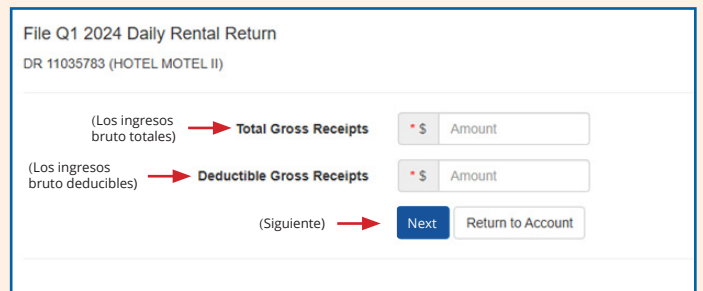 File Q1 2024 Daily Rental Return
DR 11035783 (HOTEL MOTEL II)
(Los ingresos
bruto totales)
Total Gross Receipts
* $ Amount
(Los ingresos
bruto deducibles)
Deductible Gross Receipts
* $ Amount
(Siguiente)
Next Return to Account